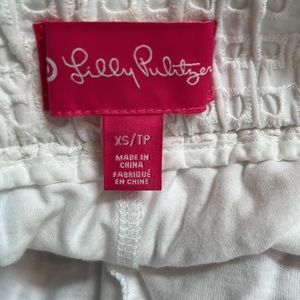 Lilly Pulitzer
XS/TP
MADE IN
CHINA
FABRIQUÉ
EN CHINE